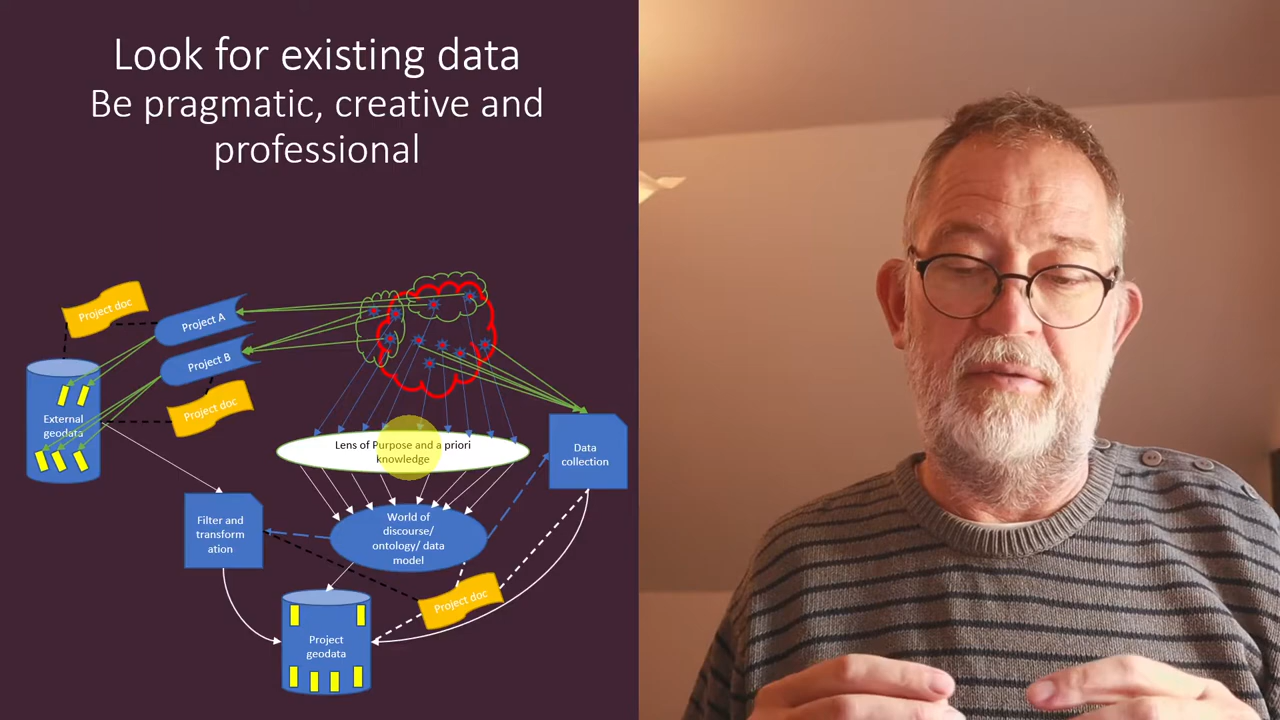 Look for existing data
Be pragmatic, creative and
professional
Project doc
Project A
Project B
Project doc
External
geodata
Lens of Purpose and a priori
knowledge
Data
collection
Filter and
transform
ation
World of
discourse/
ontology/ data
model
Project doc
Project
geodata